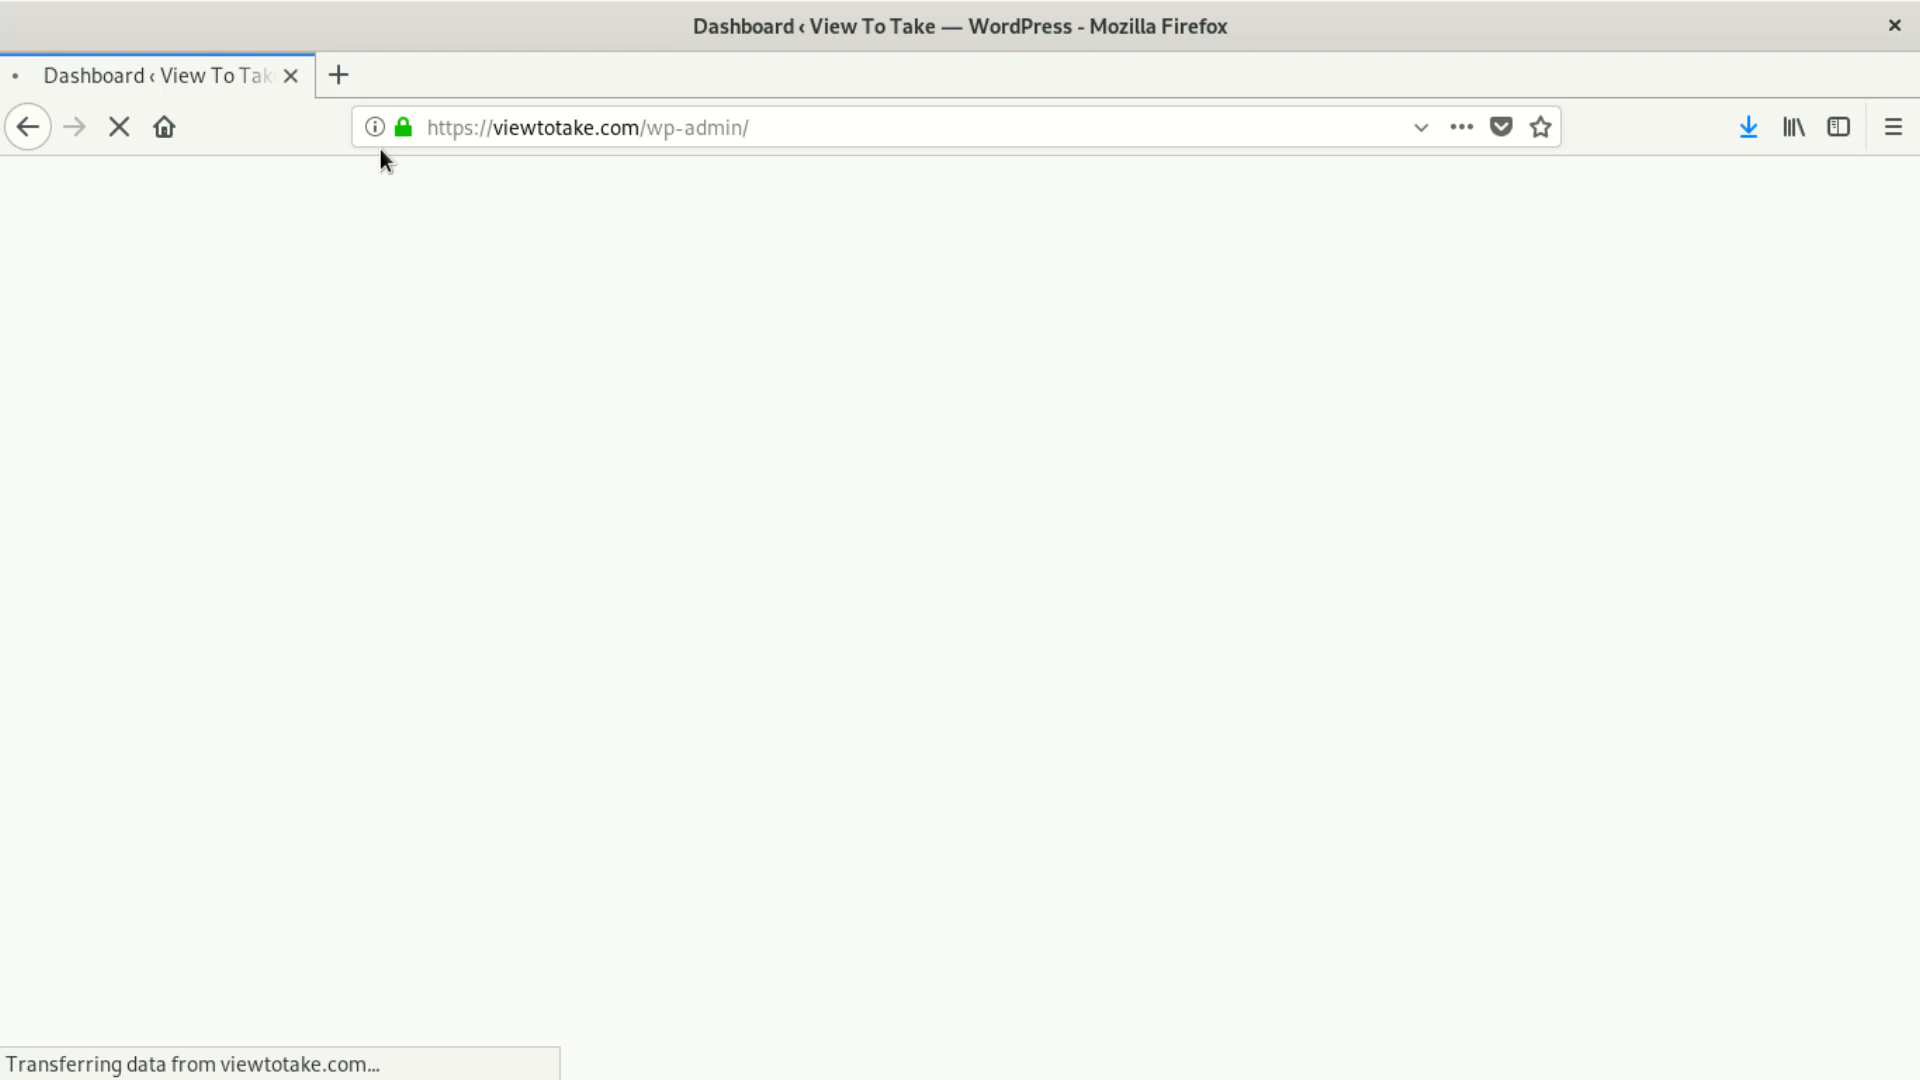 Dashboard ‹ View To Take — WordPress - Mozilla Firefox
Dashboard ‹ View To Tak
https://viewtotake.com/wp-admin/
Transferring data from viewtotake.com...